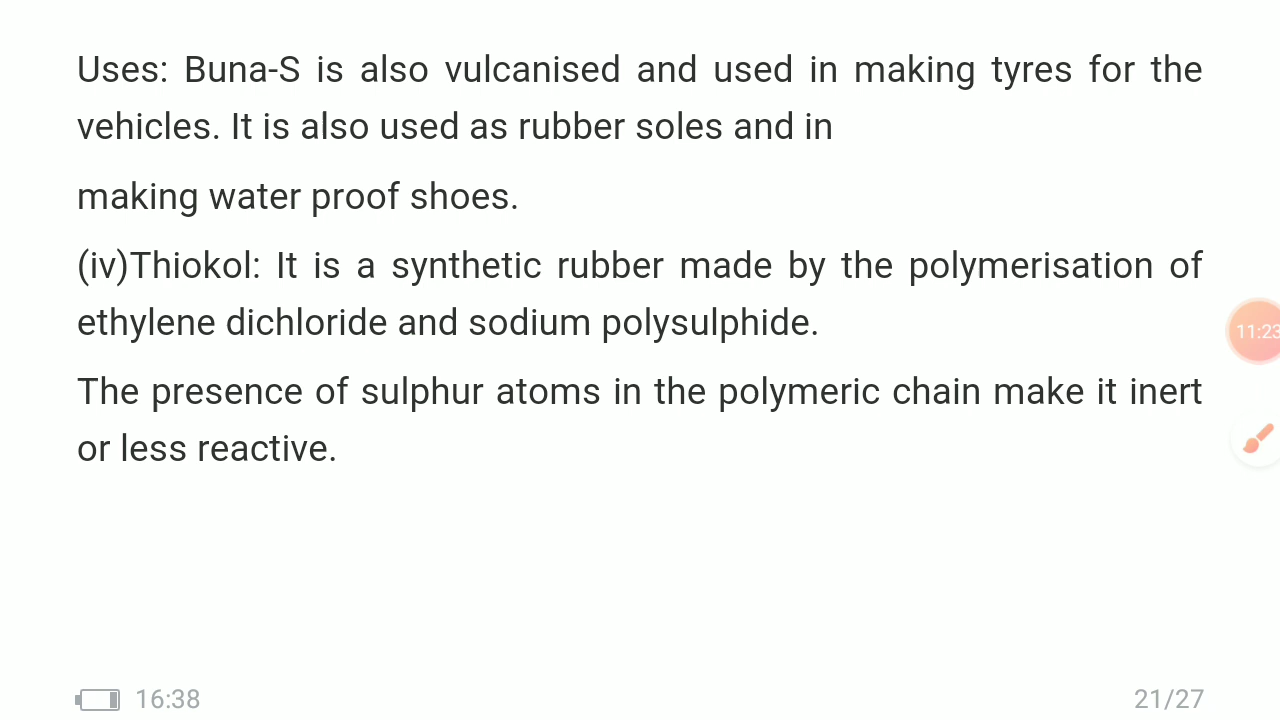 Uses: Buna-S is also vulcanised and used in making tyres for the
vehicles. It is also used as rubber soles and in
making water proof shoes.
(iv)Thiokol: It is a synthetic rubber made by the polymerisation of
ethylene dichloride and sodium polysulphide.
The presence of sulphur atoms in the polymeric chain make it inert
or less reactive.
11:23
16:38
21/27